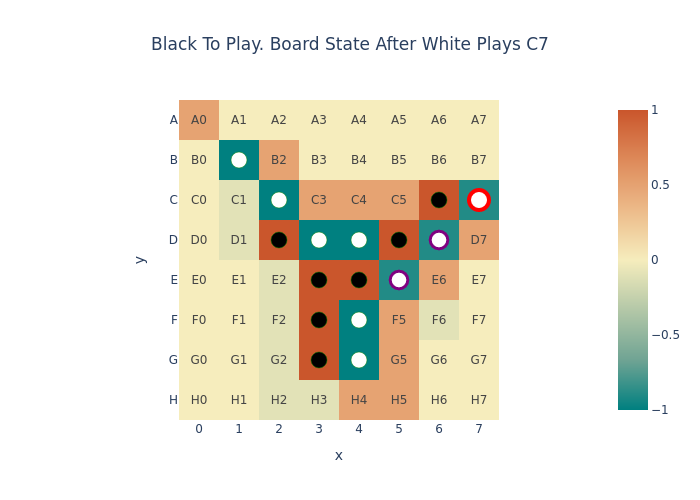 Black To Play. Board State After White Plays C7
A A0 A1 A2 A3 A4 A5 A6 A7
B B0 B2 B3 B4 B5 B6 B7
C C0 C1 C3 C4 C5
D D0 D1 D7
E E0 E1 E2 E6 E7
F F0 F1 F2 F5 F6 F7
G G0 G1 G2 G5 G6 G7
H H0 H1 H2 H3 H4 H5 H6 H7
0 1 2 3 4 5 6 7
x
y
1
0.5
0
−0.5
−1